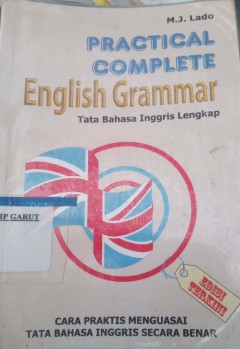 M.J. Lado
PRACTICAL
COMPLETE
English Grammar
Tata Bahasa Inggris Lengkap
IP GARUT
EDISI
TERKINI
CARA PRAKTIS MENGUASAI
TATA BAHASA INGGRIS SECARA BENAR